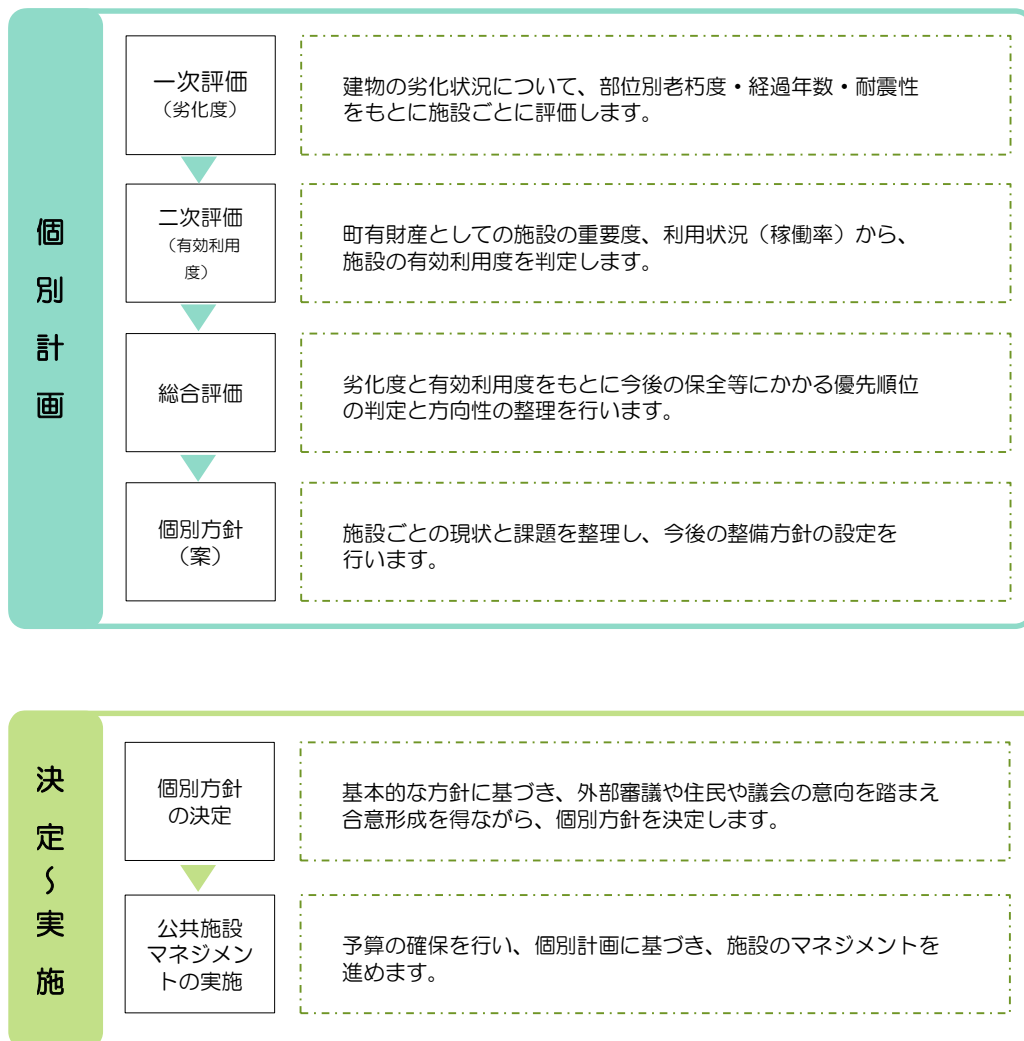 個別計画
一次評価
（劣化度）
建物の劣化状況について、部位別老朽度・経過年数・耐震性
をもとに施設ごとに評価します。
二次評価
（有効利用
度）
町有財産としての施設の重要度、利用状況（稼働率）から、
施設の有効利用度を判定します。
総合評価
劣化度と有効利用度をもとに今後の保全等にかかる優先順位
の判定と方向性の整理を行います。
個別方針
（案）
施設ごとの現状と課題を整理し、今後の整備方針の設定を
行います。
決定～実施
個別方針
の決定
基本的な方針に基づき、外部審議や住民や議会の意向を踏まえ
合意形成を得ながら、個別方針を決定します。
公共施設
マネジメン
トの実施
予算の確保を行い、個別計画に基づき、施設のマネジメントを
進めます。